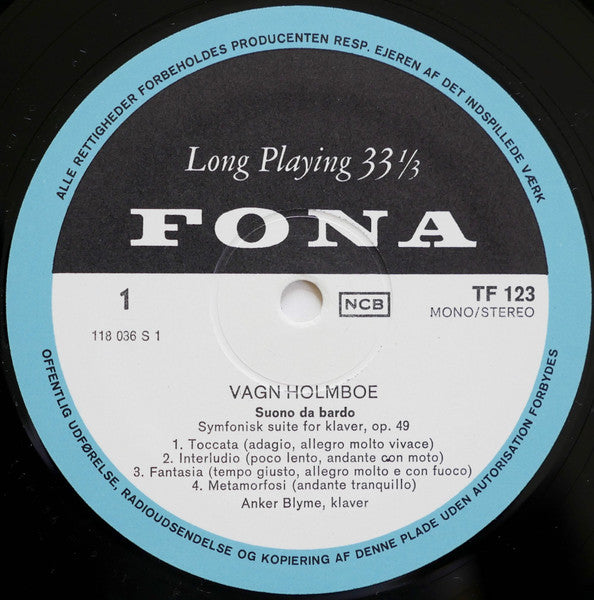 ALLE RETTIGHEDER FORBEHOLDES PRODUCENTEN RESP. EJEREN AF DET INDSPILLEDE VÆRK
Long Playing 33 1/3
FONA
1
NCB
TF 123
118 036 S 1
MONO/STEREO
VAGN HOLMBOE
Suono da bardo
Symfonisk suite for klaver, op. 49
1. Toccata (adagio, allegro molto vivace)
2. Interludio (poco lento, andante con moto)
3. Fantasia (tempo giusto, allegro molto e con fuoco)
4. Metamorfosi (andante tranquillo)
Anker Blyme, klaver
OFFENTLIG UDFØRELSE, RADIOUDSENDELSE OG KOPIERING AF DENNE PLADE UDEN AUTORISATION FORBYDES